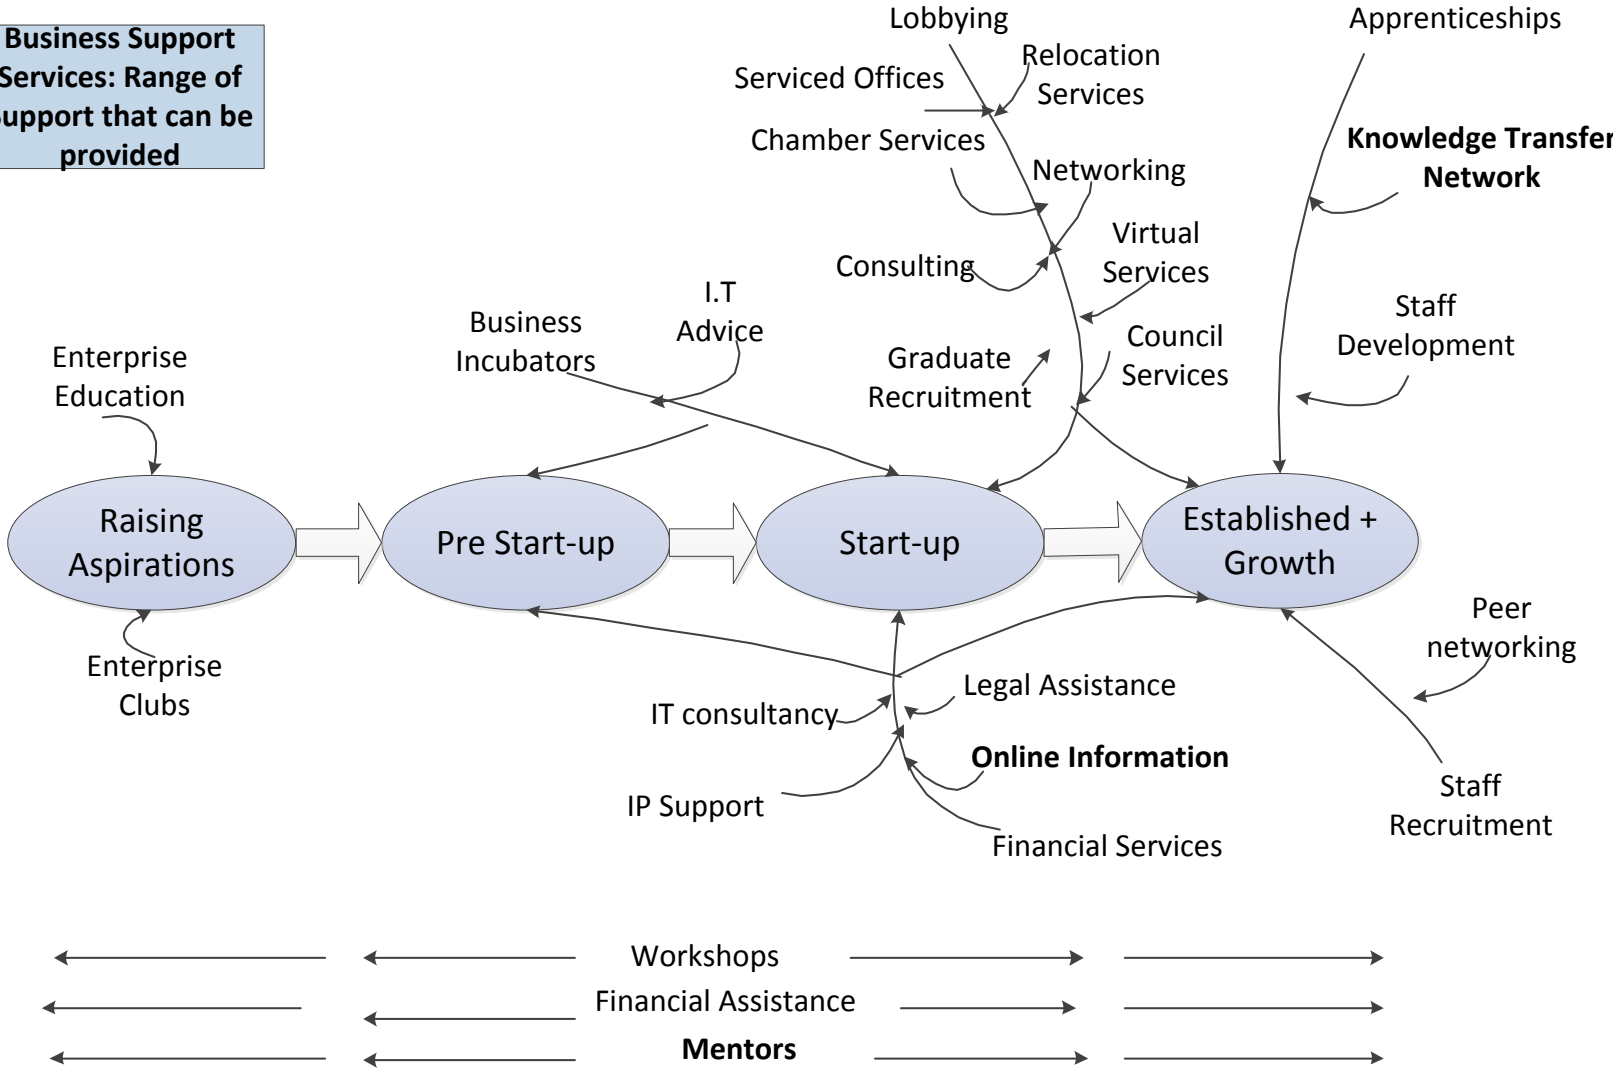 Business Support
Services: Range of
Support that can be
provided
Lobbying
Apprenticeships
Relocation
Services
Serviced Offices
Chamber Services
Knowledge Transfer
Network
Networking
Virtual
Services
Consulting
I.T
Advice
Business
Incubators
Staff
Development
Council
Services
Graduate
Recruitment
Enterprise
Education
Raising
Aspirations
Pre Start-up
Start-up
Established +
Growth
Enterprise
Clubs
Peer
networking
Legal Assistance
IT consultancy
Online Information
IP Support
Financial Services
Staff
Recruitment
Workshops
Financial Assistance
Mentors